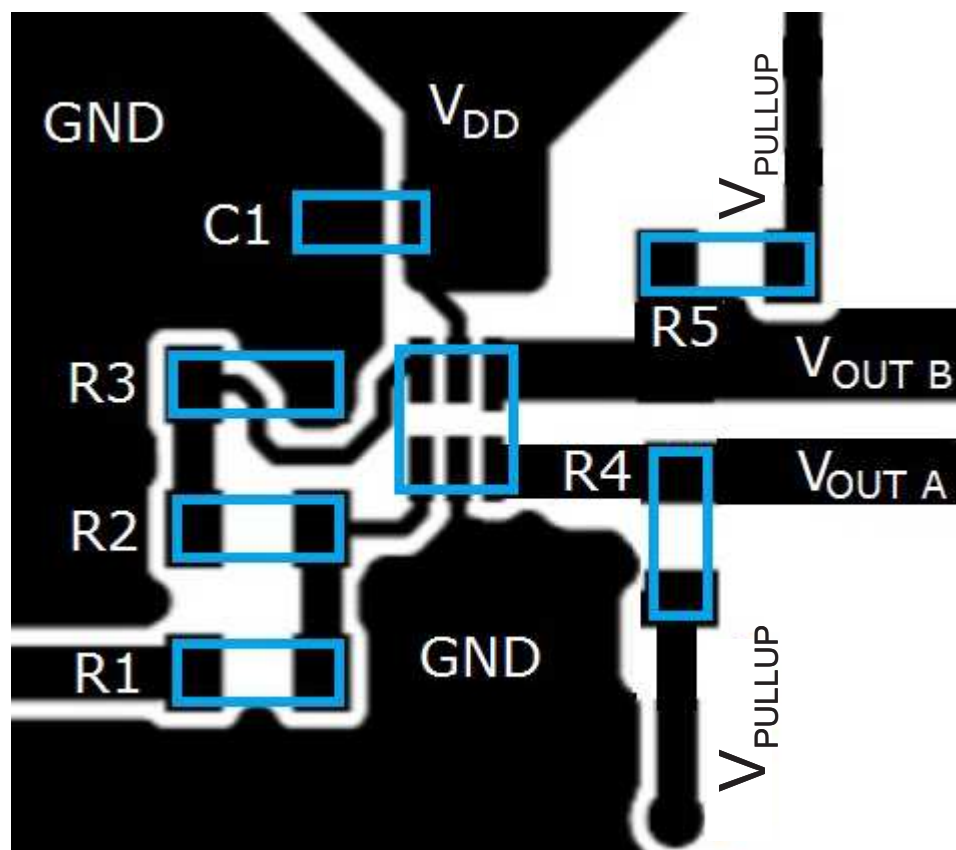 GND
VDD
VPULLUP
C1
R5
R3
VOUT B
R4
VOUT A
R2
GND
R1
VPULLUP